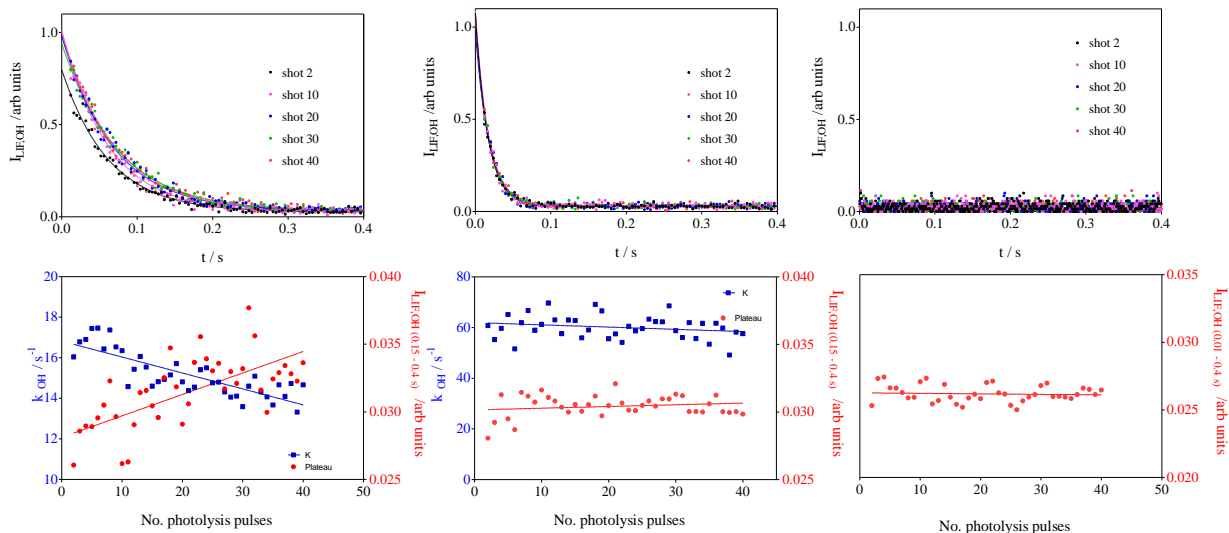 I_LIF,OH /arb units
1.0
0.5
0.0
0.0 0.1 0.2 0.3 0.4
t / s
shot 2
shot 10
shot 20
shot 30
shot 40
I_LIF,OH /arb units
1.0
0.5
0.0
0.0 0.1 0.2 0.3 0.4
t / s
shot 2
shot 10
shot 20
shot 30
shot 40
I_LIF,OH /arb units
1.0
0.5
0.0
0.0 0.1 0.2 0.3 0.4
t / s
shot 2
shot 10
shot 20
shot 30
shot 40
k_OH / s^-1
20
18
16
14
12
10
0 10 20 30 40 50
No. photolysis pulses
K
Plateau
0.040
0.035
0.030
0.025
I_LIF,OH (0.15 - 0.4 s)
/arb units
k_OH / s^-1
80
60
40
20
0
0 10 20 30 40 50
No. photolysis pulses
K
Plateau
0.040
0.035
0.030
0.025
I_LIF,OH (0.15 - 0.4 s)
/arb units
0 10 20 30 40 50
No. photolysis pulses
0.035
0.030
0.025
0.020
I_LIF,OH (0.01 - 0.4 s)
/arb units